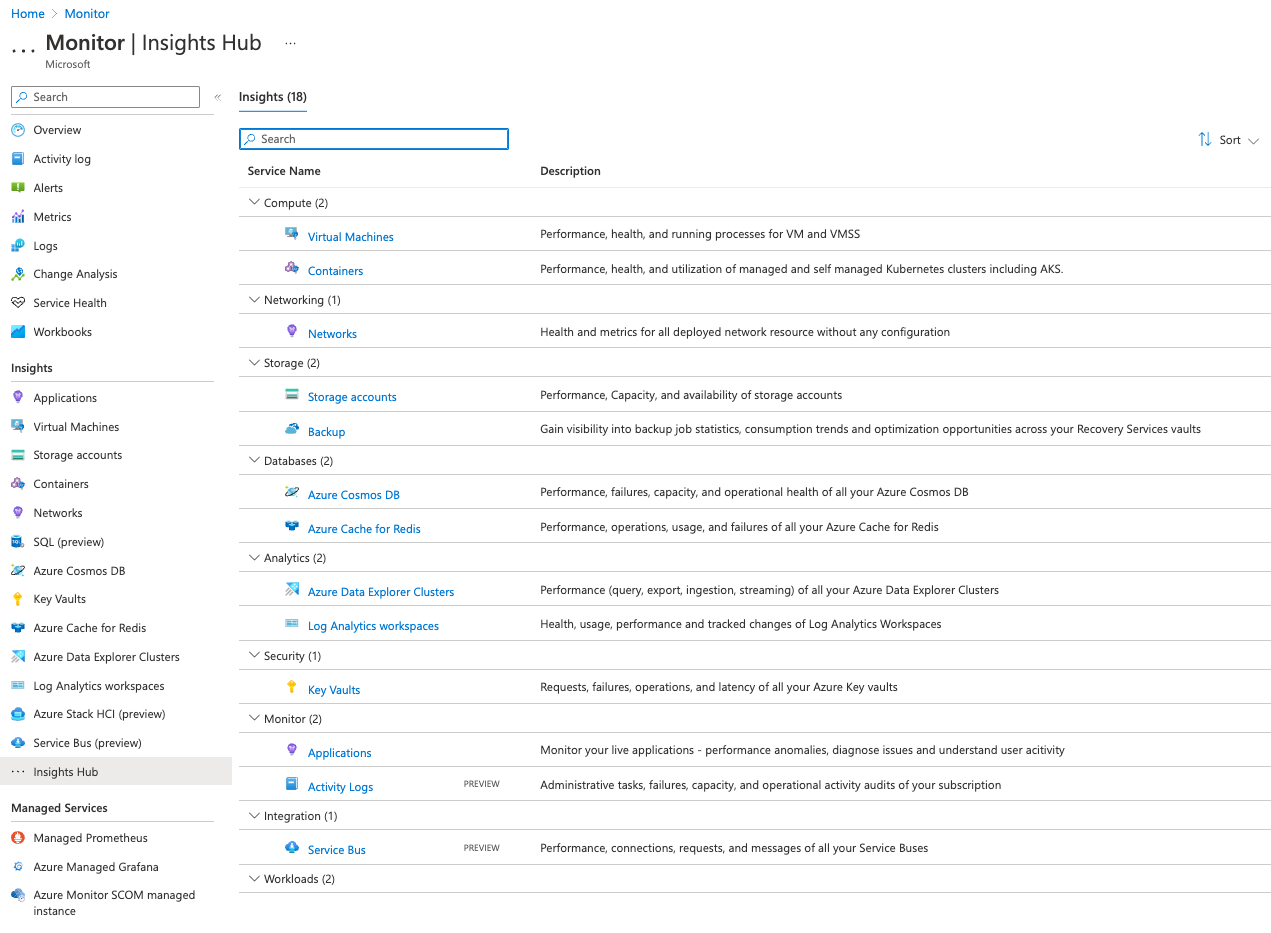 Home > Monitor
... Monitor | Insights Hub ...
Microsoft
Search «
Overview
Activity log
Alerts
Metrics
Logs
Change Analysis
Service Health
Workbooks
Insights
Applications
Virtual Machines
Storage accounts
Containers
Networks
SQL (preview)
Azure Cosmos DB
Key Vaults
Azure Cache for Redis
Azure Data Explorer Clusters
Log Analytics workspaces
Azure Stack HCI (preview)
Service Bus (preview)
... Insights Hub
Managed Services
Managed Prometheus
Azure Managed Grafana
Azure Monitor SCOM managed
instance
Insights (18)
Search Sort
Service Name Description
Compute (2)
Virtual Machines Performance, health, and running processes for VM and VMSS
Containers Performance, health, and utilization of managed and self managed Kubernetes clusters including AKS.
Networking (1)
Networks Health and metrics for all deployed network resource without any configuration
Storage (2)
Storage accounts Performance, Capacity, and availability of storage accounts
Backup Gain visibility into backup job statistics, consumption trends and optimization opportunities across your Recovery Services vaults
Databases (2)
Azure Cosmos DB Performance, failures, capacity, and operational health of all your Azure Cosmos DB
Azure Cache for Redis Performance, operations, usage, and failures of all your Azure Cache for Redis
Analytics (2)
Azure Data Explorer Clusters Performance (query, export, ingestion, streaming) of all your Azure Data Explorer Clusters
Log Analytics workspaces Health, usage, performance and tracked changes of Log Analytics Workspaces
Security (1)
Key Vaults Requests, failures, operations, and latency of all your Azure Key vaults
Monitor (2)
Applications Monitor your live applications - performance anomalies, diagnose issues and understand user acitivity
Activity Logs PREVIEW Administrative tasks, failures, capacity, and operational activity audits of your subscription
Integration (1)
Service Bus PREVIEW Performance, connections, requests, and messages of all your Service Buses
Workloads (2)